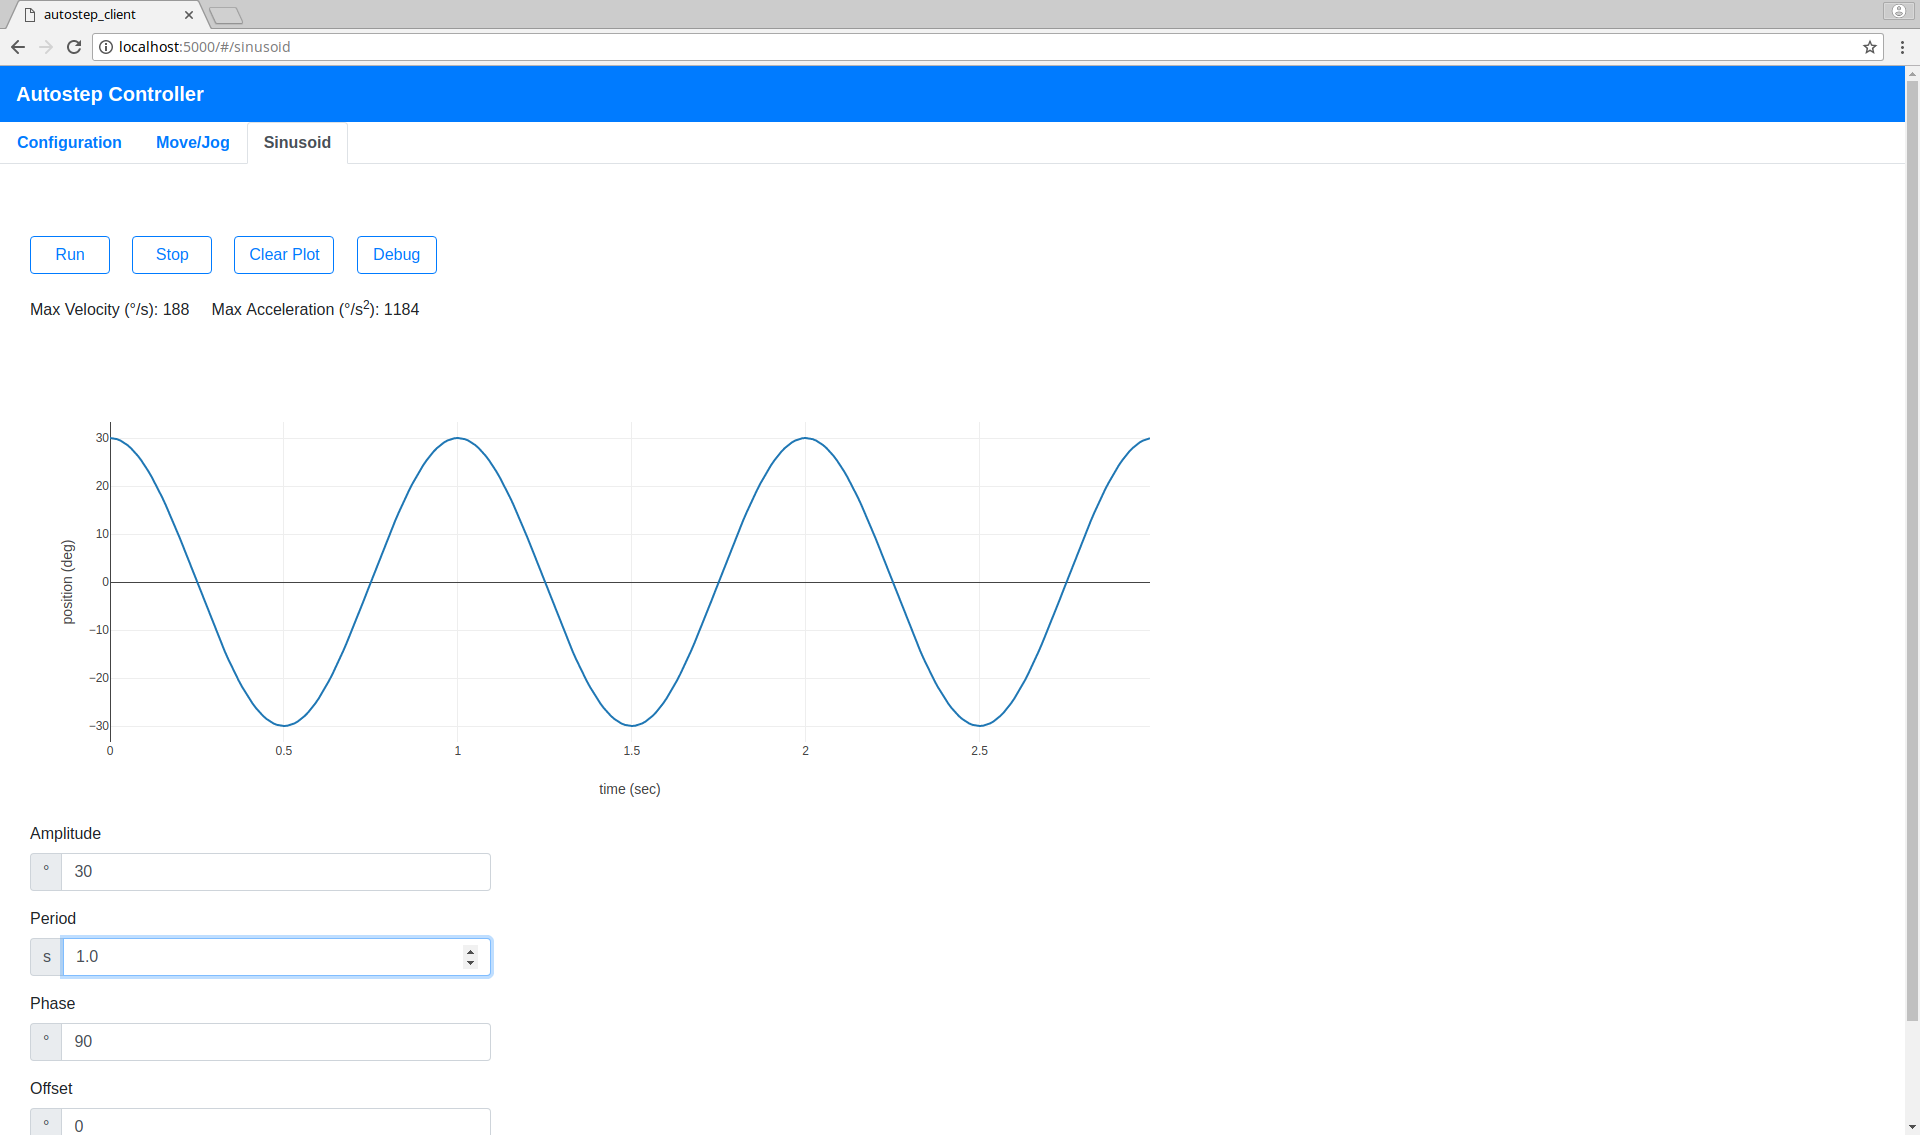 autostep_client
localhost:5000/#/sinusoid
Autostep Controller
Configuration Move/Jog Sinusoid
Run Stop Clear Plot Debug
Max Velocity (°/s): 188 Max Acceleration (°/s²): 1184
30
20
10
0
−10
−20
−30
position (deg)
0 0.5 1 1.5 2 2.5
time (sec)
Amplitude
° 30
Period
s 1.0
Phase
° 90
Offset
° 0